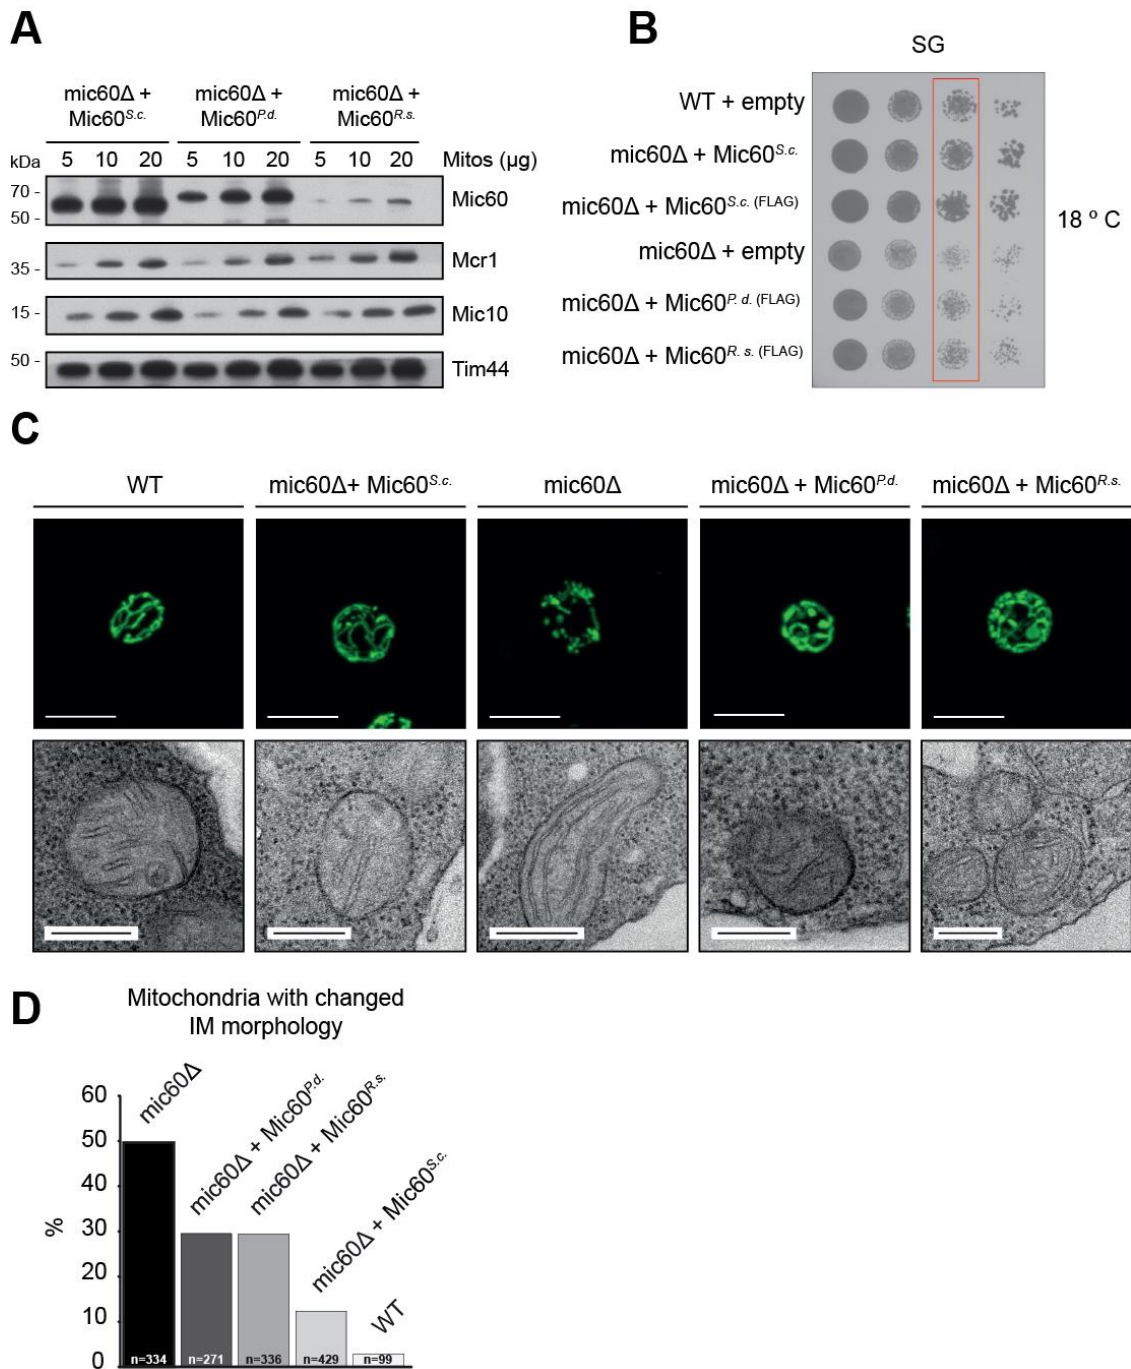 A
mic60Δ + Mic60S.c.
mic60Δ + Mic60P.d.
mic60Δ + Mic60R.s.
kDa 5 10 20 5 10 20 5 10 20 Mitos (µg)
70 -
50 -
Mic60
35 -
Mcr1
15 -
Mic10
50 -
Tim44
B
SG
WT + empty
mic60Δ + Mic60S.c.
mic60Δ + Mic60S.c. (FLAG)
mic60Δ + empty
mic60Δ + Mic60P. d. (FLAG)
mic60Δ + Mic60R. s. (FLAG)
18 º C
C
WT mic60Δ+ Mic60S.c. mic60Δ mic60Δ + Mic60P.d. mic60Δ + Mic60R.s.
D
Mitochondria with changed
IM morphology
%
60
50
40
30
20
10
0
mic60Δ
mic60Δ + Mic60P.d.
mic60Δ + Mic60R.s.
mic60Δ + Mic60S.c.
WT
n=334 n=271 n=336 n=429 n=99